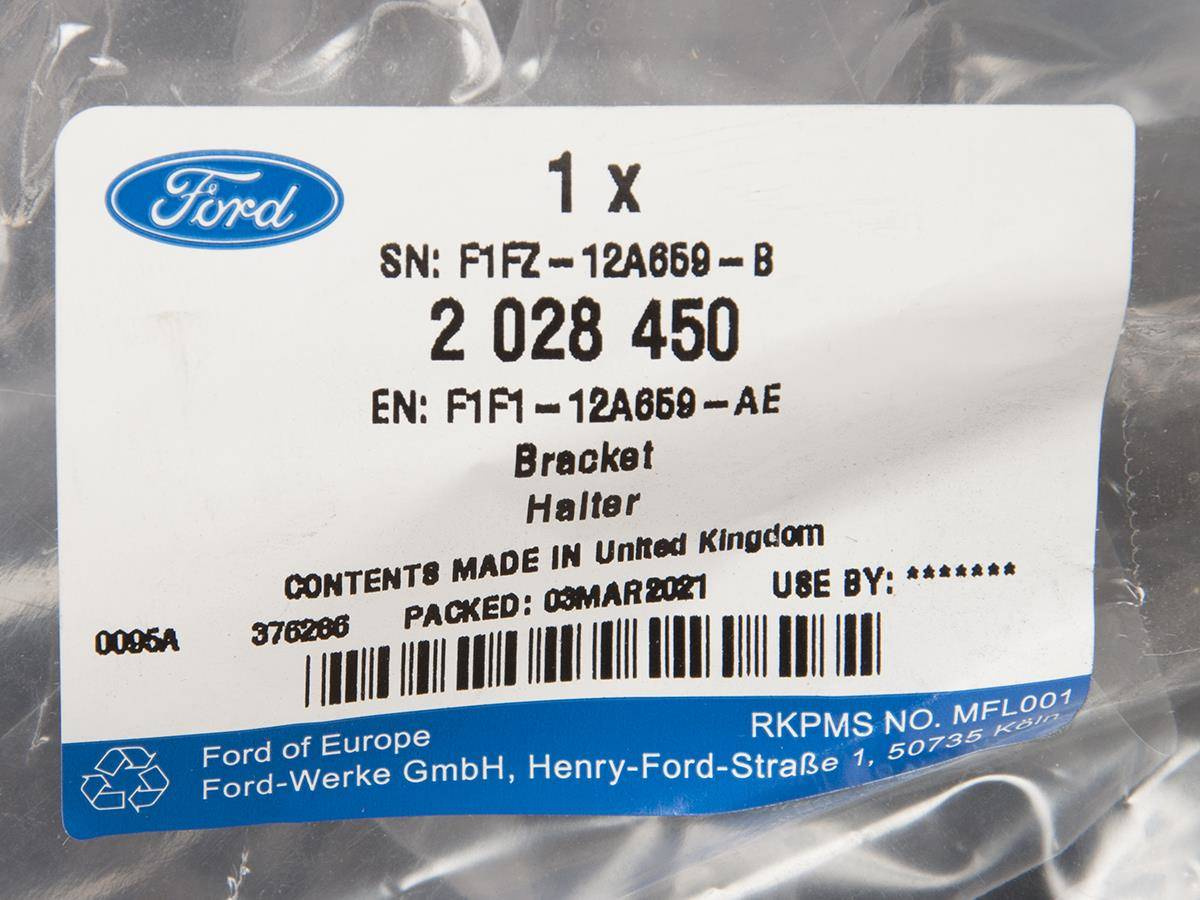 Ford
1 x
SN: F1FZ-12A659-B
2 028 450
EN: F1F1-12A659-AE
Bracket
Halter
CONTENTS MADE IN United Kingdom
0095A 376286 PACKED: 03MAR2021 USE BY: *******
RKPMS NO. MFL001
Ford of Europe
Ford-Werke GmbH, Henry-Ford-Straße 1, 50735 Köln